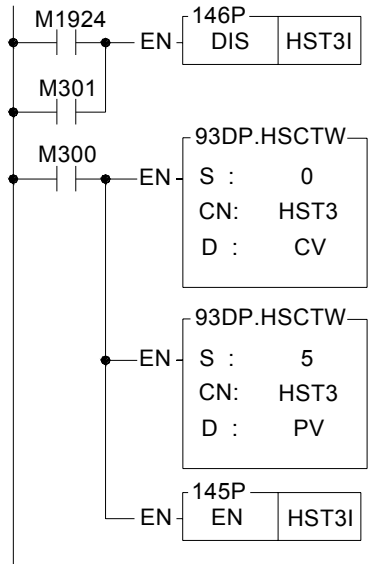 M1924
146P
EN DIS HST3I
M301
M300
93DP.HSCTW
EN S : 0
CN: HST3
D : CV
93DP.HSCTW
EN S : 5
CN: HST3
D : PV
145P
EN EN HST3I